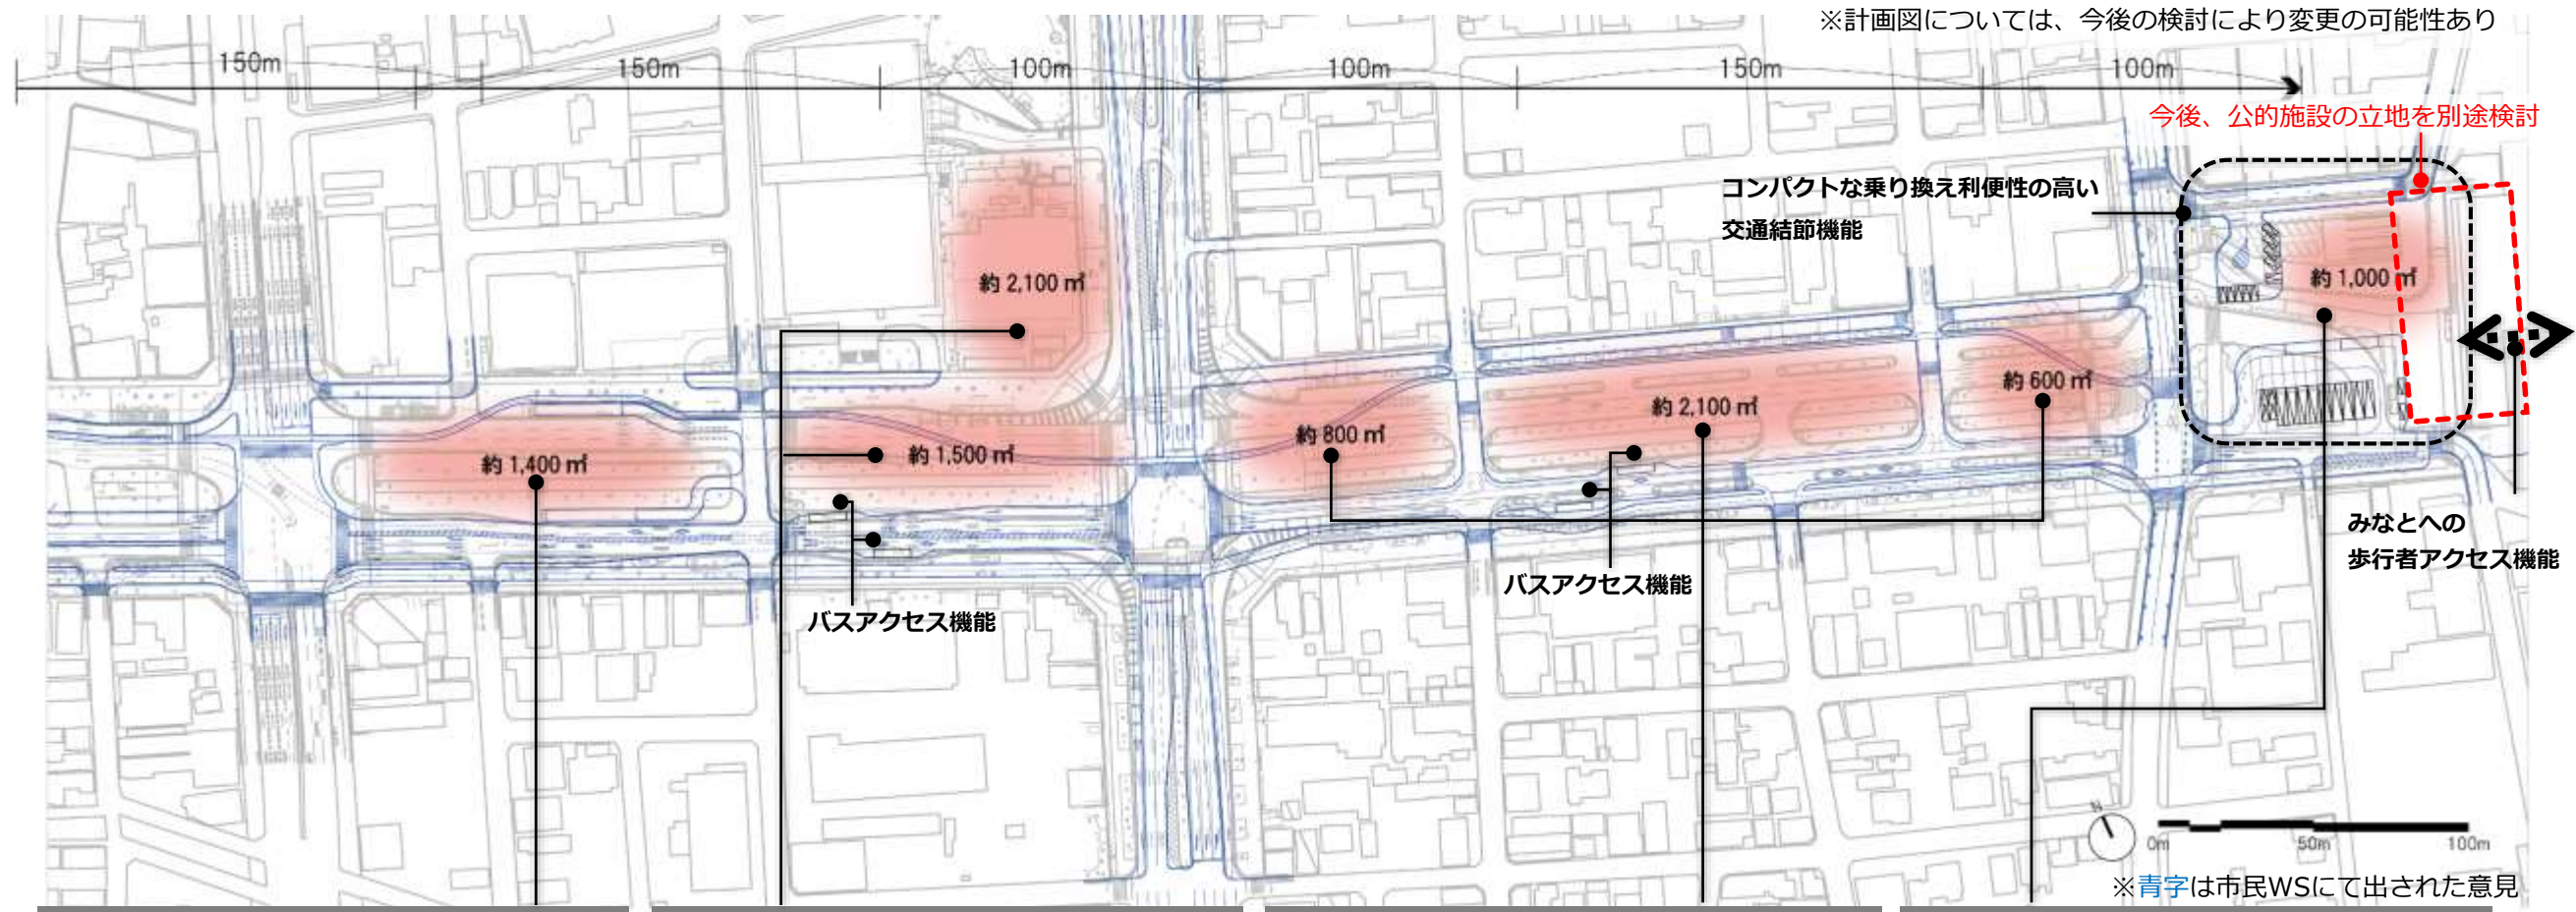 ※計画図については、今後の検討により変更の可能性あり
150m
150m
100m
100m
150m
100m
今後、公的施設の立地を別途検討
コンパクトな乗り換え利便性の高い
交通結節機能
約 2,100 ㎡
約 1,000 ㎡
約 600 ㎡
約 2,100 ㎡
約 800 ㎡
約 1,500 ㎡
約 1,400 ㎡
みなとへの
歩行者アクセス機能
バスアクセス機能
バスアクセス機能
0m
50m
100m
※青字は市民WSにて出された意見